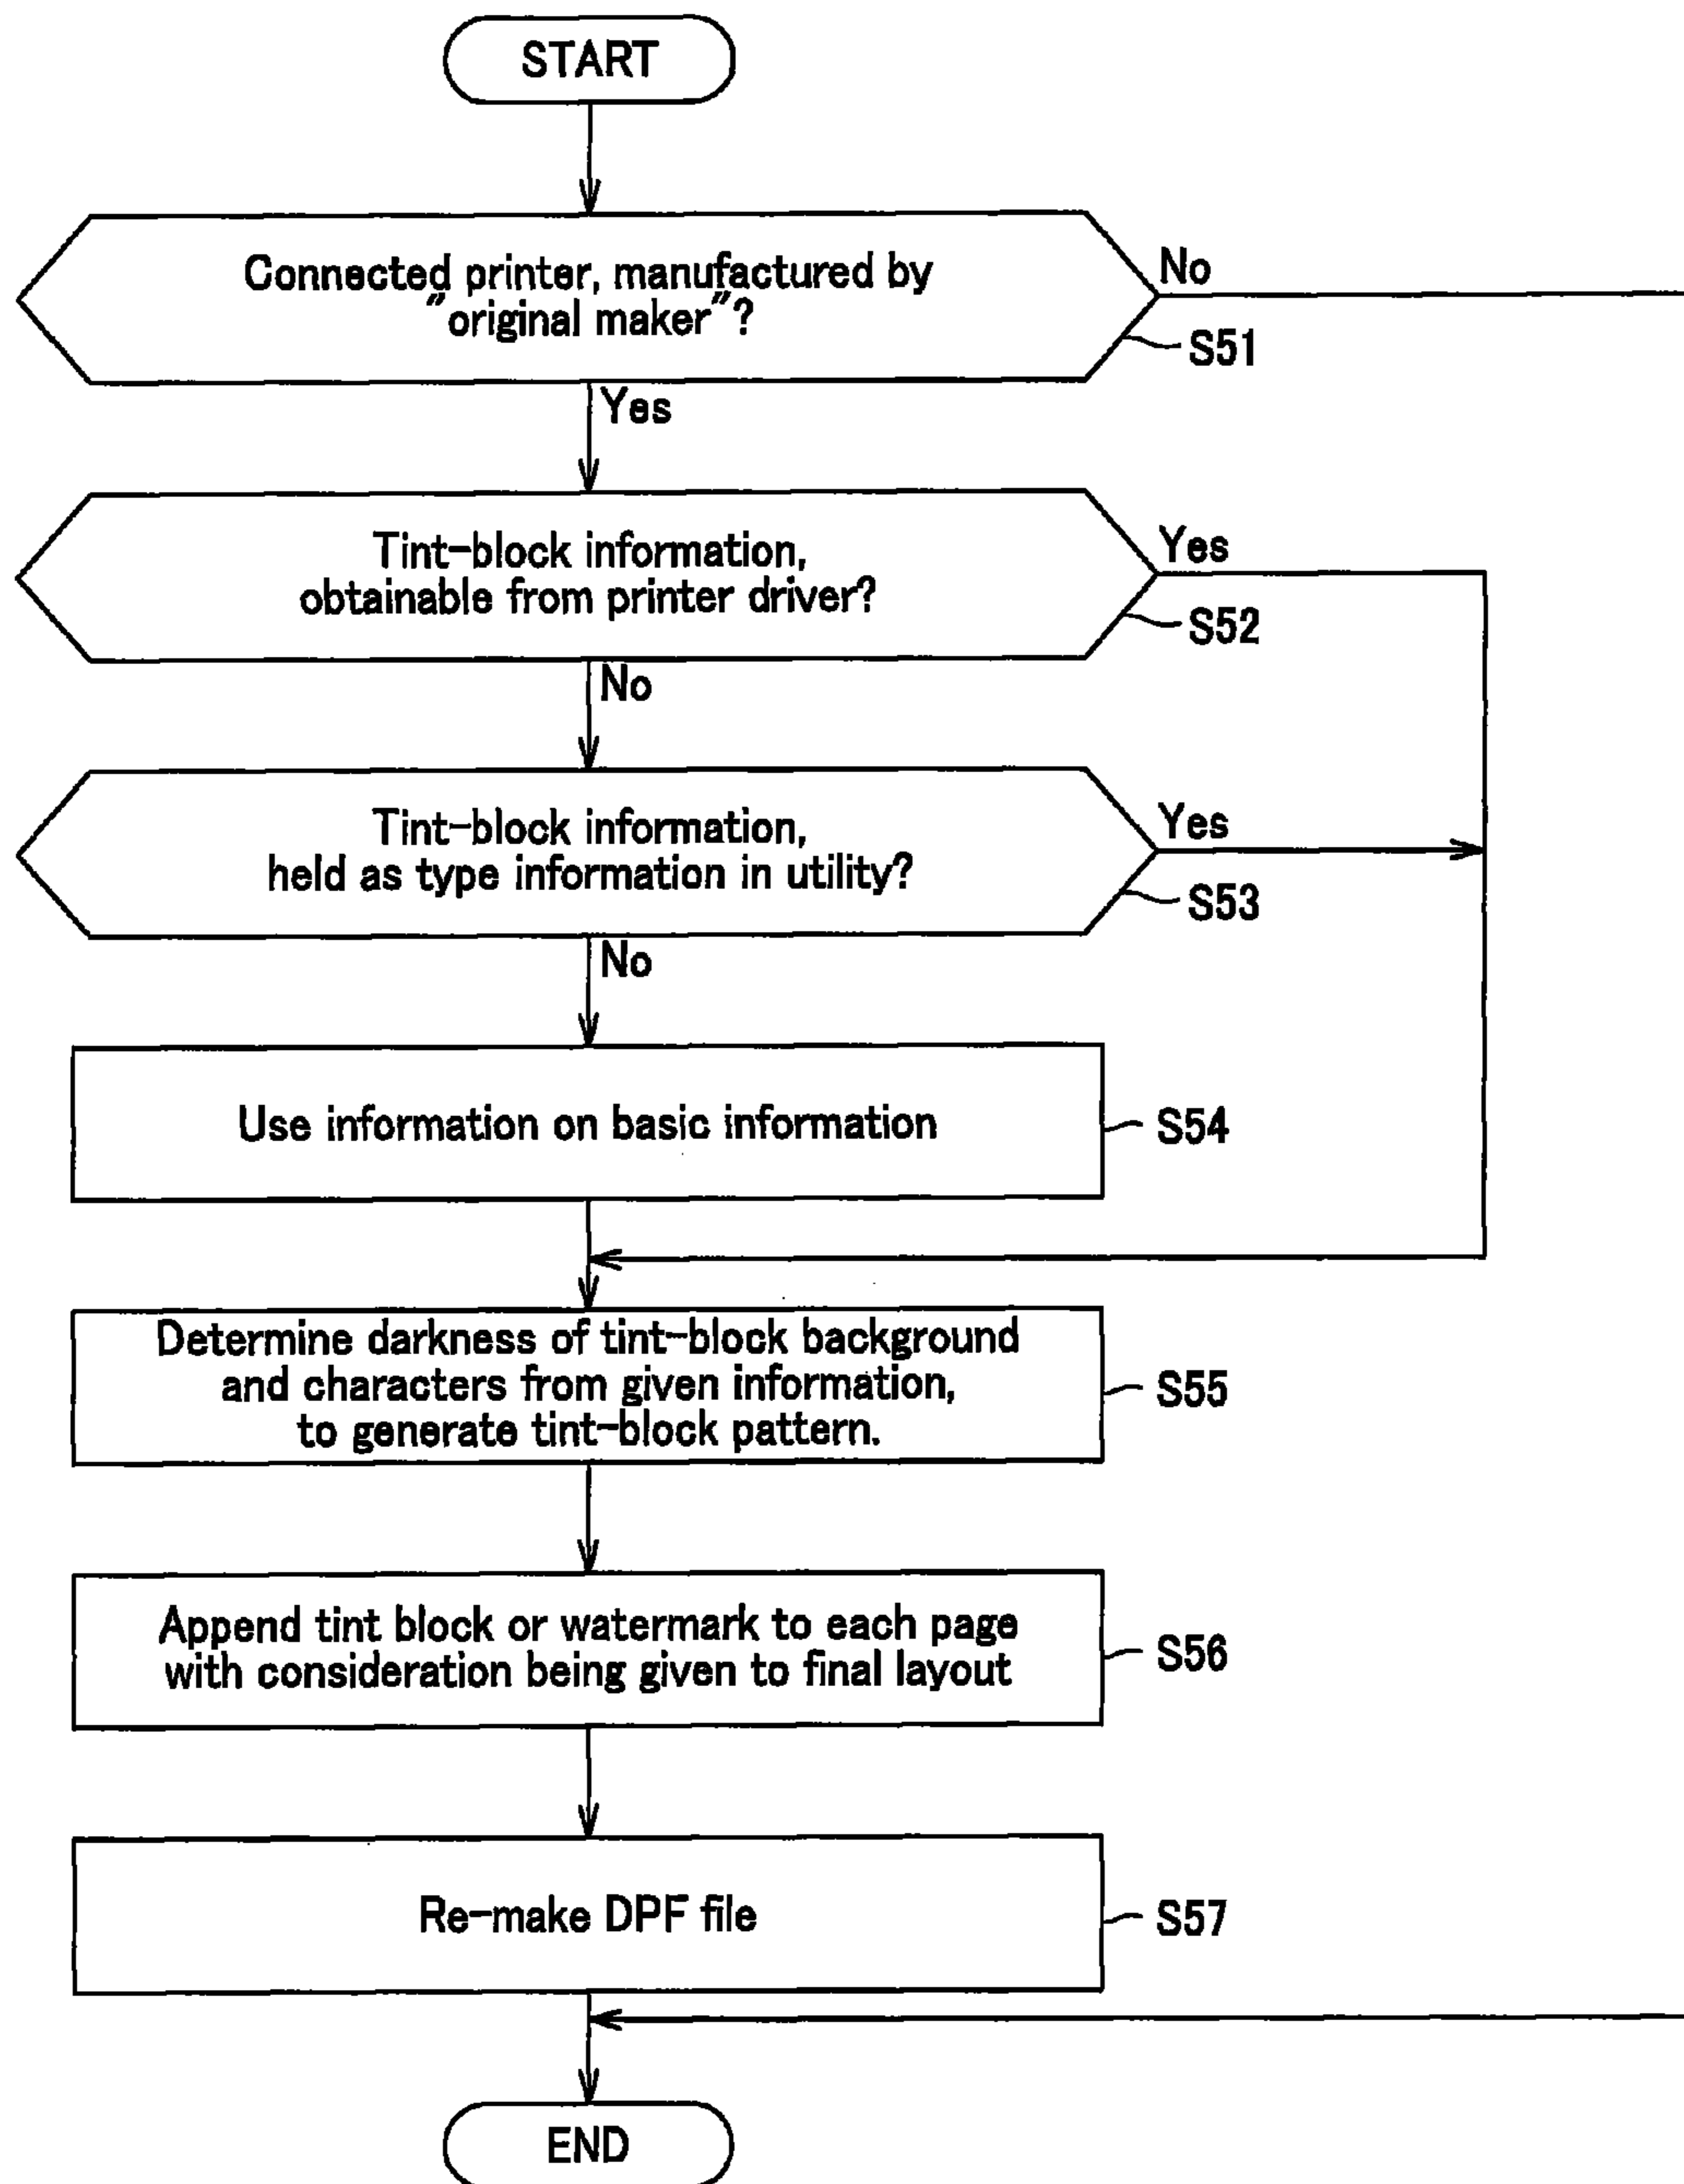 START
Connected printer, manufactured by
"original maker"?
No
S51
Yes
Tint-block information,
obtainable from printer driver?
Yes
S52
No
Tint-block information,
held as type information in utility?
Yes
S53
No
Use information on basic information
S54
Determine darkness of tint-block background
and characters from given information,
to generate tint-block pattern.
S55
Append tint block or watermark to each page
with consideration being given to final layout
S56
Re-make DPF file
S57
END